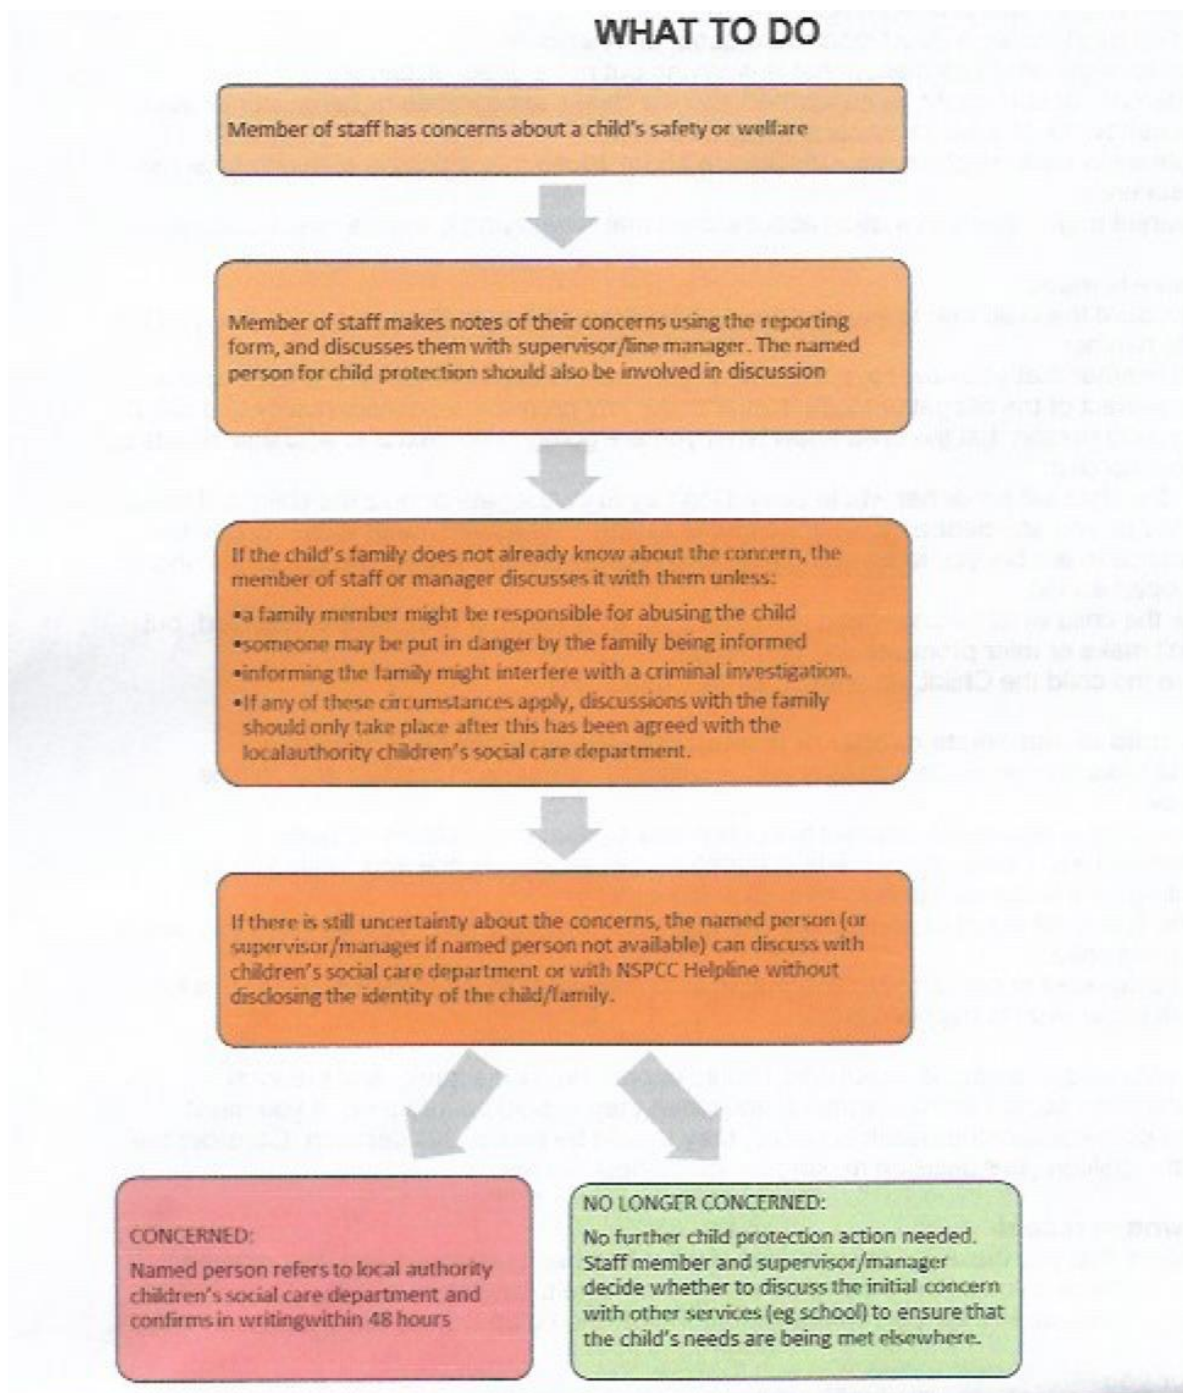 WHAT TO DO
Member of staff has concerns about a child's safety or welfare
Member of staff makes notes of their concerns using the reporting
form, and discusses them with supervisor/line manager. The named
person for child protection should also be involved in discussion
If the child's family does not already know about the concern, the
member of staff or manager discusses it with them unless:
•a family member might be responsible for abusing the child
•someone may be put in danger by the family being informed
•informing the family might interfere with a criminal investigation.
•If any of these circumstances apply, discussions with the family
should only take place after this has been agreed with the
localauthority children's social care department.
If there is still uncertainty about the concerns, the named person (or
supervisor/manager if named person not available) can discuss with
children's social care department or with NSPCC Helpline without
disclosing the identity of the child/family.
CONCERNED:
Named person refers to local authority
children's social care department and
confirms in writingwithin 48 hours
NO LONGER CONCERNED:
No further child protection action needed.
Staff member and supervisor/manager
decide whether to discuss the initial concern
with other services (eg school) to ensure that
the child's needs are being met elsewhere.